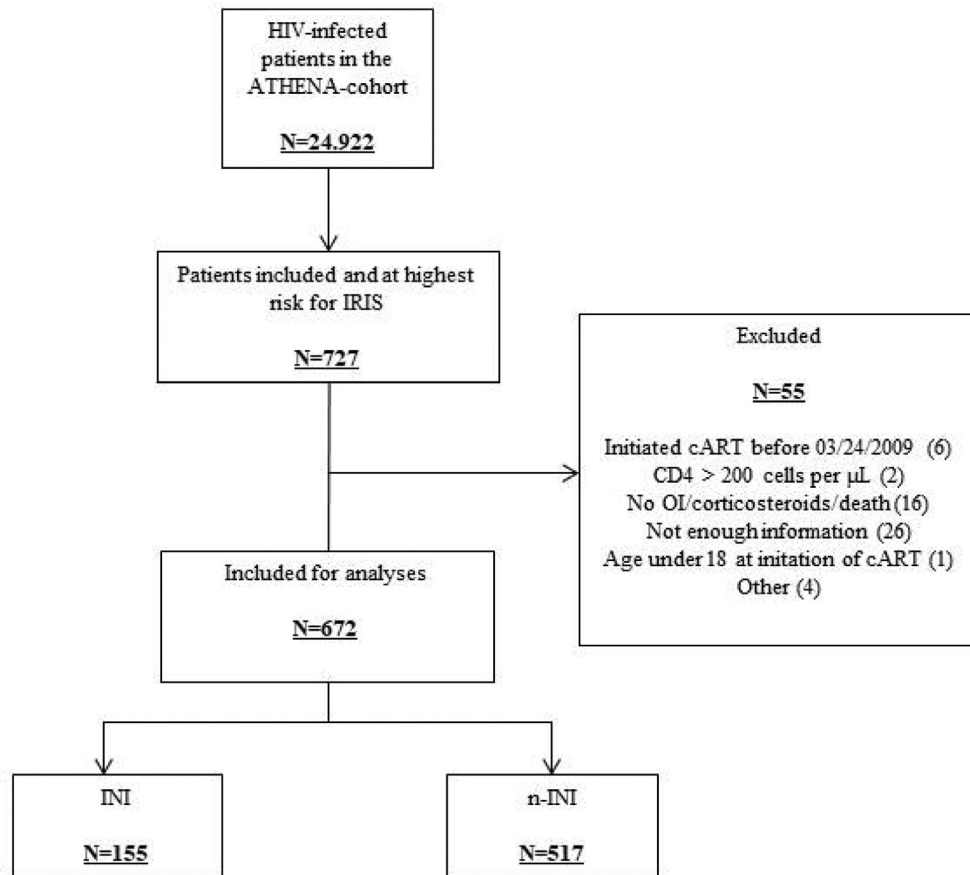 HIV-infected
patients in the
ATHENA-cohort
N=24.922
Patients included and at highest
risk for IRIS
N=727
Excluded
N=55
Initiated cART before 03/24/2009 (6)
CD4 > 200 cells per µL (2)
No OI/corticosteroids/death (16)
Not enough information (26)
Age under 18 at initation of cART (1)
Other (4)
Included for analyses
N=672
INI
N=155
n-INI
N=517